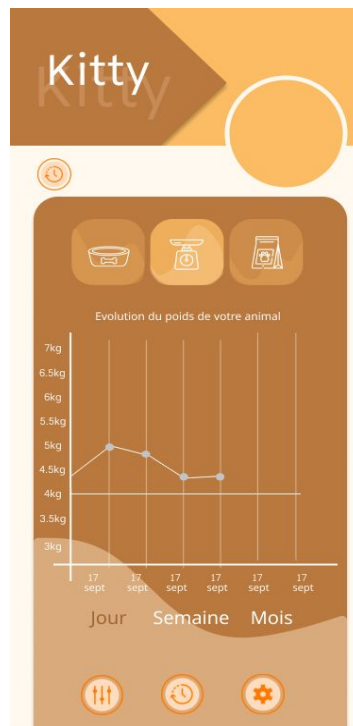 Kitty
Evolution du poids de votre animal
7kg
6.5kg
6kg
5.5kg
5kg
4.5kg
4kg
3.5kg
3kg
17 17 17 17 17 17
sept sept sept sept sept sept
Jour Semaine Mois